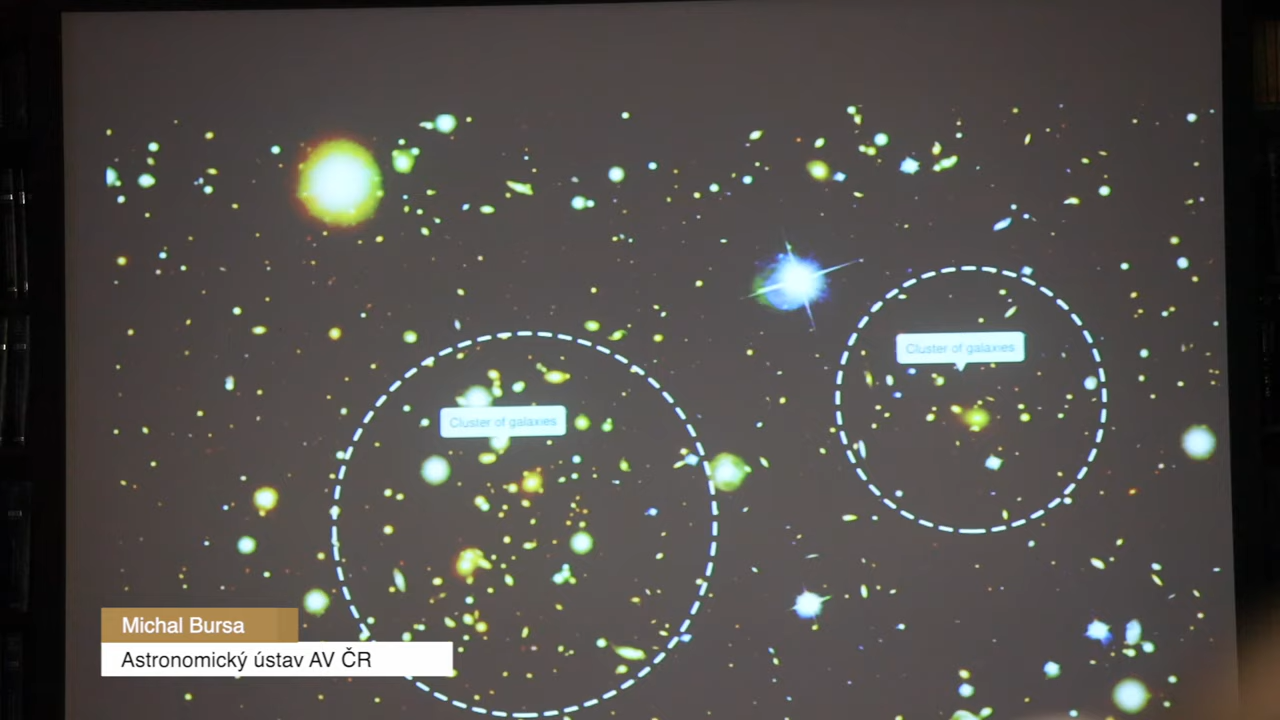 Cluster of galaxies
Cluster of galaxies
Michal Bursa
Astronomický ústav AV ČR